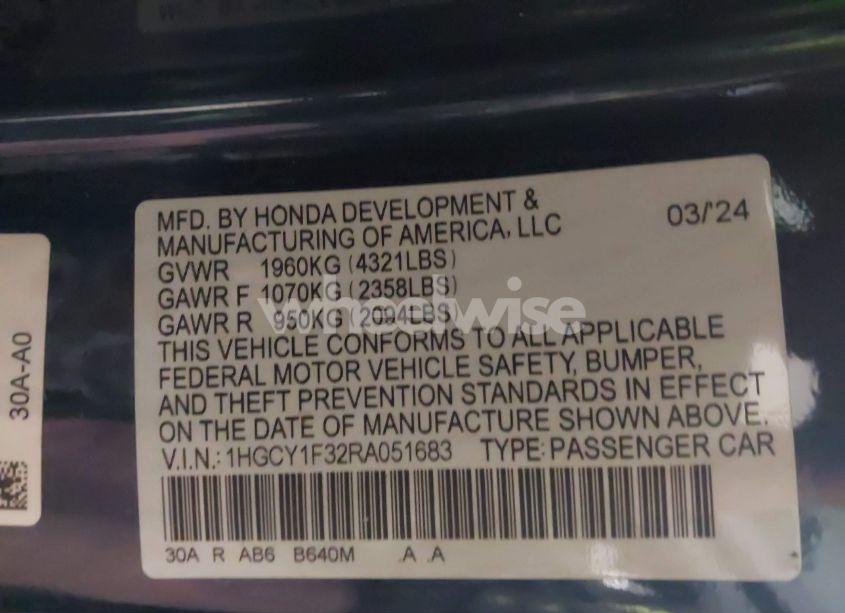 MFD. BY HONDA DEVELOPMENT &
MANUFACTURING OF AMERICA, LLC
03/'24
GVWR 1960KG (4321LBS)
GAWR F 1070KG (2358LBS)
GAWR R 950KG (2094LBS)
THIS VEHICLE CONFORMS TO ALL APPLICABLE
FEDERAL MOTOR VEHICLE SAFETY, BUMPER,
AND THEFT PREVENTION STANDARDS IN EFFECT
ON THE DATE OF MANUFACTURE SHOWN ABOVE.
V.I.N.: 1HGCY1F32RA051683 TYPE: PASSENGER CAR
30A R AB6 B640M .A .A
30A-A0
wheelwise